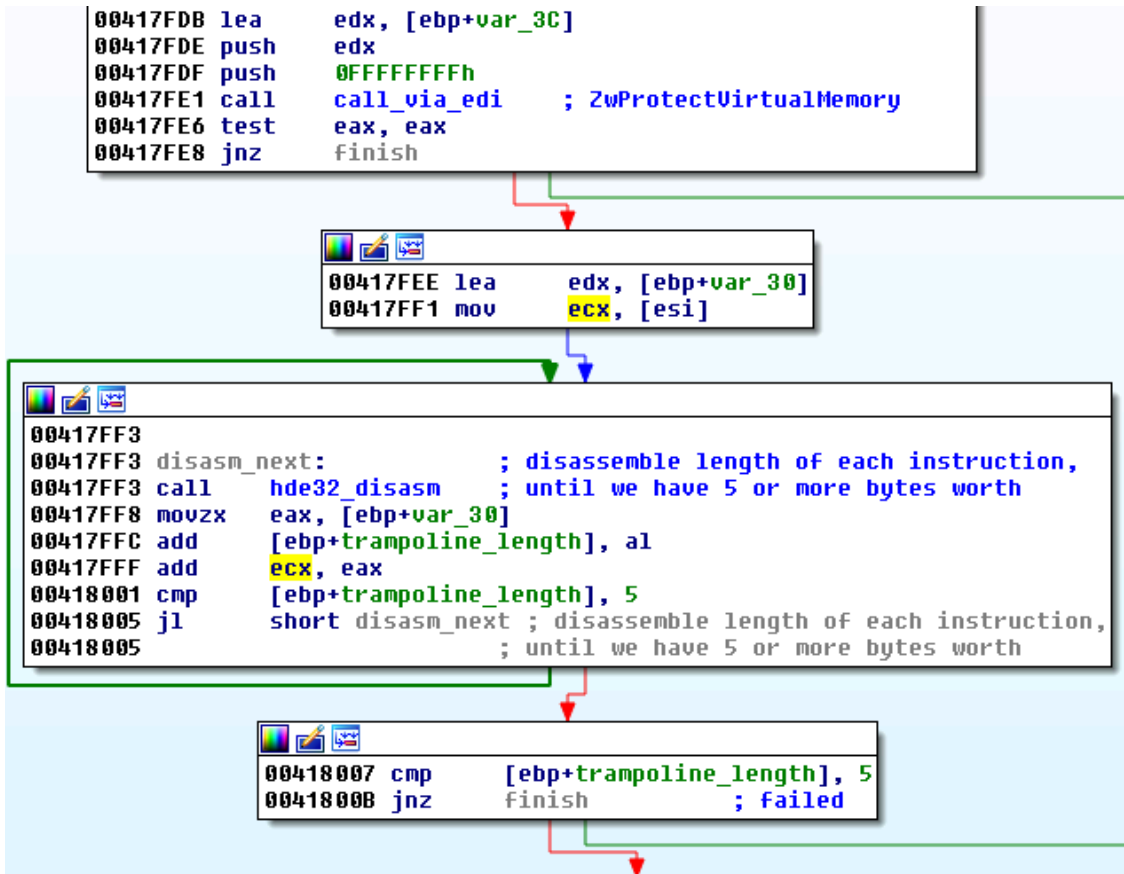 00417FDB lea edx, [ebp+var_3C]
00417FDE push edx
00417FDF push 0FFFFFFFFh
00417FE1 call call_via_edi ; ZwProtectVirtualMemory
00417FE6 test eax, eax
00417FE8 jnz finish
00417FEE lea edx, [ebp+var_30]
00417FF1 mov ecx, [esi]
00417FF3
00417FF3 disasm_next: ; disassemble length of each instruction,
00417FF3 call hde32_disasm ; until we have 5 or more bytes worth
00417FF8 movzx eax, [ebp+var_30]
00417FFC add [ebp+trampoline_length], al
00417FFF add ecx, eax
00418001 cmp [ebp+trampoline_length], 5
00418005 jl short disasm_next ; disassemble length of each instruction,
00418005 ; until we have 5 or more bytes worth
00418007 cmp [ebp+trampoline_length], 5
0041800B jnz finish ; failed